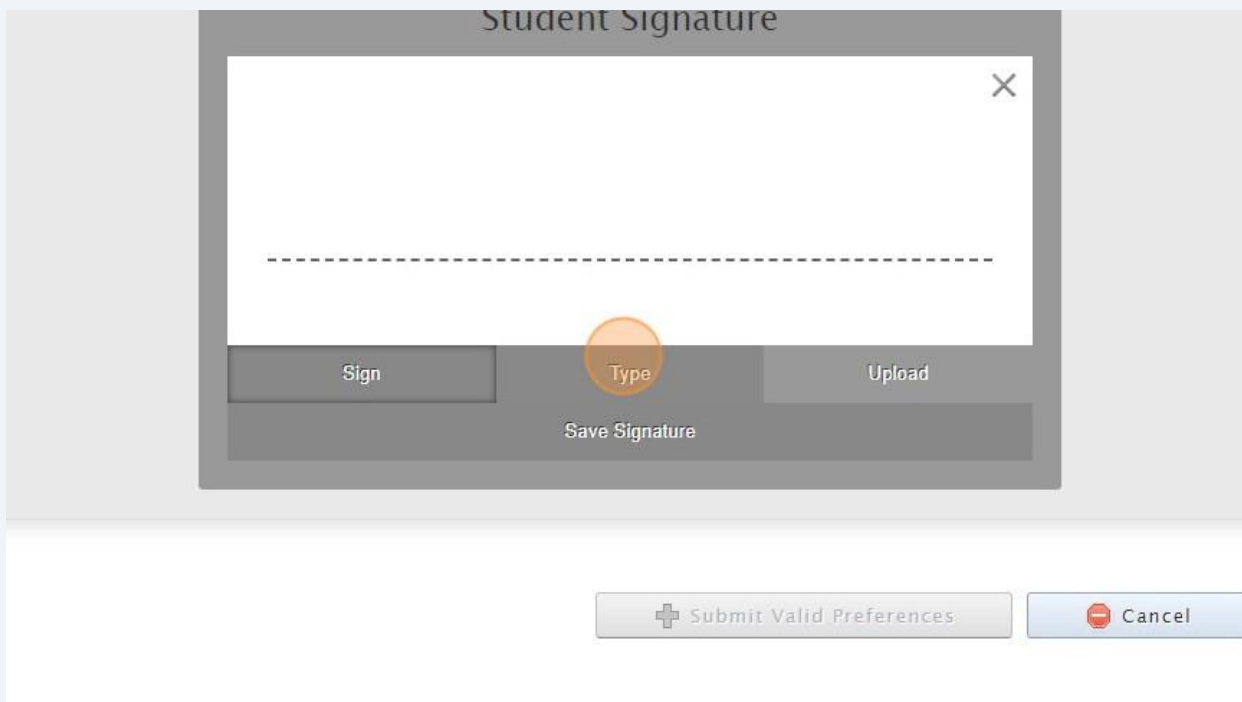 Student Signature
Sign Type Upload
Save Signature
Submit Valid Preferences Cancel